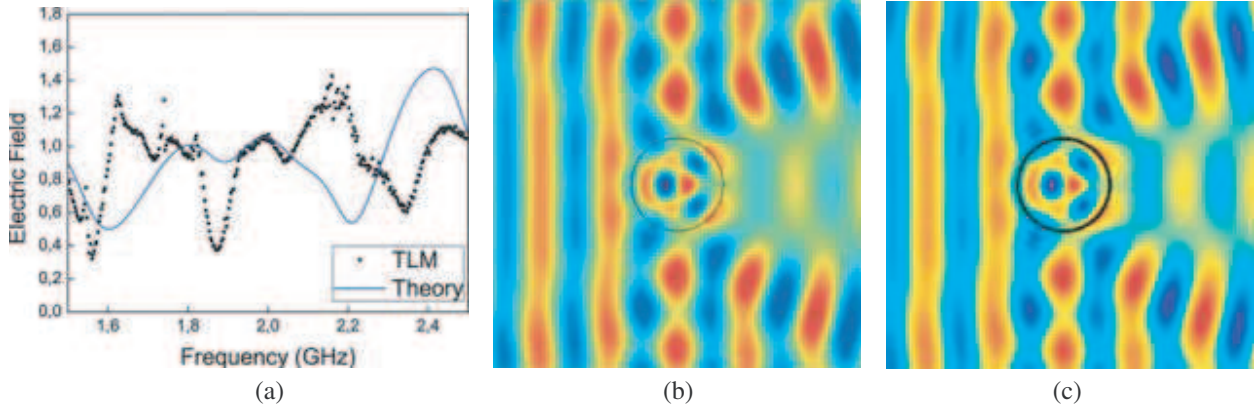 1,8
1,6
1,4
1,2
1,0
0,8
0,6
0,4
0,2
0,0
Electric Field
TLM
Theory
1,6 1,8 2,0 2,2 2,4
Frequency (GHz)
(a) (b) (c)